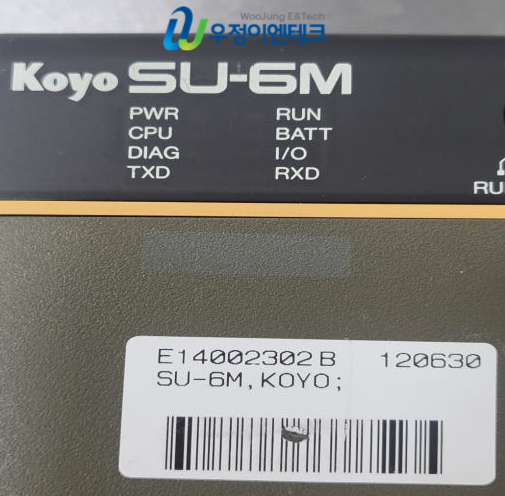 WooJung E&Tech
우정이엔테크
Koyo SU-6M
PWR RUN
CPU BATT
DIAG I/O
TXD RXD
RU
E14002302B 120630
SU-6M,KOYO;